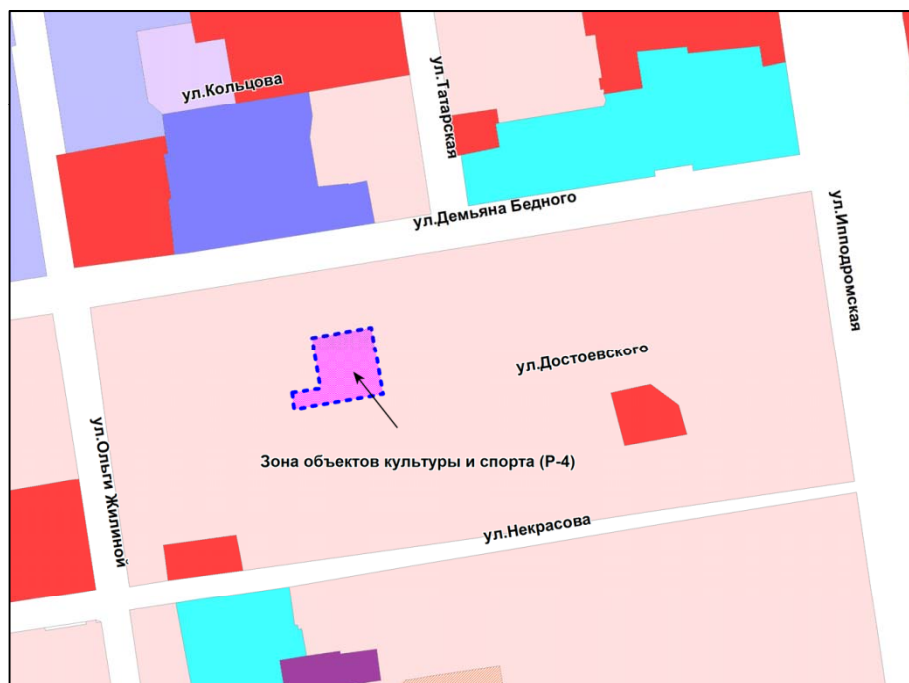 ул.Кольцова
ул.Татарская
ул.Демьяна Бедного
ул.Ипподромская
ул.Достоевского
ул.Ольги Жилиной
Зона объектов культуры и спорта (Р-4)
ул.Некрасова